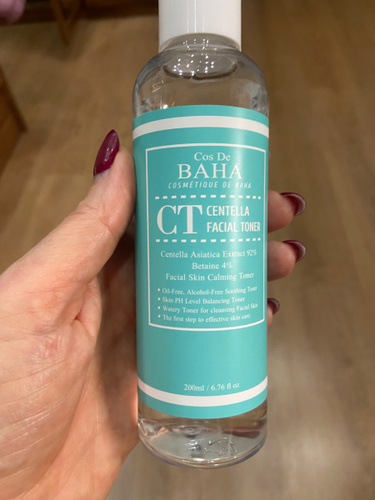 Cos De
BAHA
COSMÉTIQUE DE BAHA
CT CENTELLA
FACIAL TONER
Centella Asiatica Extract 92%
Betaine 4%
Facial Skin Calming Toner
• Oil-Free, Alcohol-Free Soothing Toner
• Skin PH Level Balancing Toner
• Watery Toner for cleansing Facial Skin
• The first step to effective skin care
200ml / 6.76 fl oz